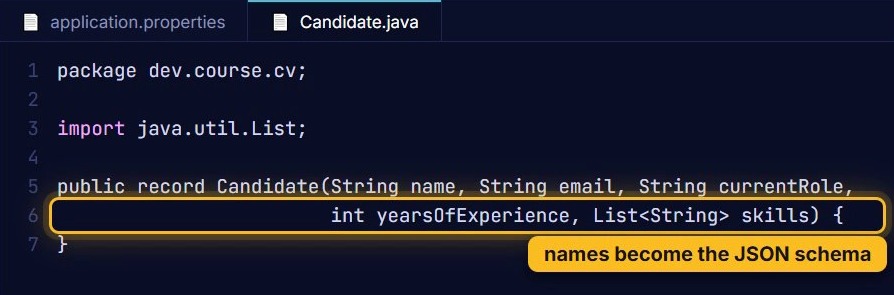 application.properties
Candidate.java
1 package dev.course.cv;
2
3 import java.util.List;
4
5 public record Candidate(String name, String email, String currentRole,
6 int yearsOfExperience, List<String> skills) {
7 }
names become the JSON schema